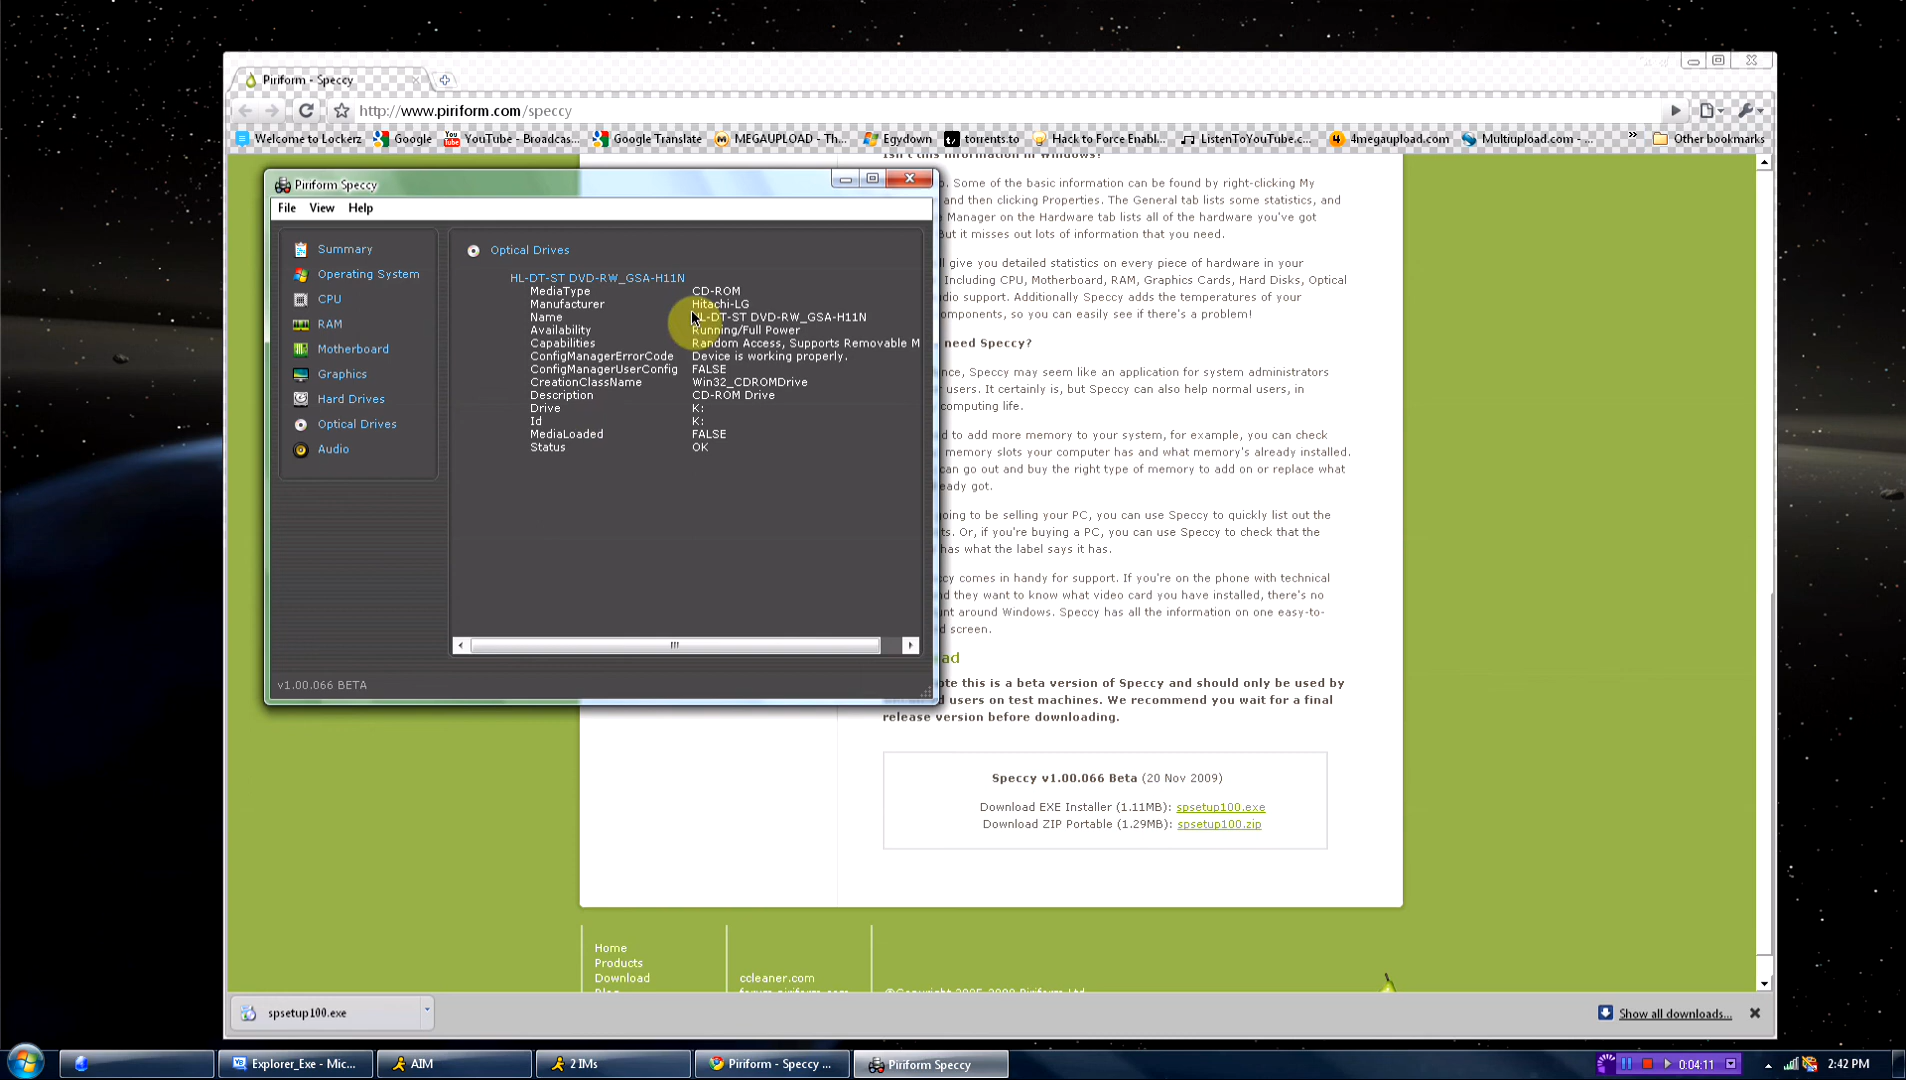 Piriform - Speccy
http://www.piriform.com/speccy
Welcome to Lockerz Google YouTube - Broadcas... Google Translate MEGAUPLOAD - Th... Egydown torrents.to Hack to Force Enabl... ListenToYouTube.c... 4megaupload.com Multiupload.com - ... » Other bookmarks
Piriform Speccy
File View Help
Summary
Operating System
CPU
RAM
Motherboard
Graphics
Hard Drives
Optical Drives
Audio
Optical Drives
HL-DT-ST DVD-RW_GSA-H11N
MediaType CD-ROM
Manufacturer Hitachi-LG
Name HL-DT-ST DVD-RW_GSA-H11N
Availability Running/Full Power
Capabilities Random Access, Supports Removable M
ConfigManagerErrorCode Device is working properly.
ConfigManagerUserConfig FALSE
CreationClassName Win32_CDROMDrive
Description CD-ROM Drive
Drive K:
Id K:
MediaLoaded FALSE
Status OK
v1.00.066 BETA
Isn't this information in Windows?
o. Some of the basic information can be found by right-clicking My
and then clicking Properties. The General tab lists some statistics, and
e Manager on the Hardware tab lists all of the hardware you've got
But it misses out lots of information that you need.
ll give you detailed statistics on every piece of hardware in your
Including CPU, Motherboard, RAM, Graphics Cards, Hard Disks, Optical
dio support. Additionally Speccy adds the temperatures of your
omponents, so you can easily see if there's a problem!
need Speccy?
nce, Speccy may seem like an application for system administrators
r users. It certainly is, but Speccy can also help normal users, in
omputing life.
d to add more memory to your system, for example, you can check
memory slots your computer has and what memory's already installed.
can go out and buy the right type of memory to add on or replace what
eady got.
oing to be selling your PC, you can use Speccy to quickly list out the
ts. Or, if you're buying a PC, you can use Speccy to check that the
has what the label says it has.
cy comes in handy for support. If you're on the phone with technical
nd they want to know what video card you have installed, there's no
unt around Windows. Speccy has all the information on one easy-to-
d screen.
ad
te this is a beta version of Speccy and should only be used by
d users on test machines. We recommend you wait for a final
release version before downloading.
Speccy v1.00.066 Beta (20 Nov 2009)
Download EXE Installer (1.11MB): spsetup100.exe
Download ZIP Portable (1.29MB): spsetup100.zip
Home
Products
Download
ccleaner.com
spsetup100.exe
Show all downloads...
Explorer_Exe - Mic... AIM 2 IMs Piriform - Speccy ... Piriform Speccy 0:04:11 2:42 PM